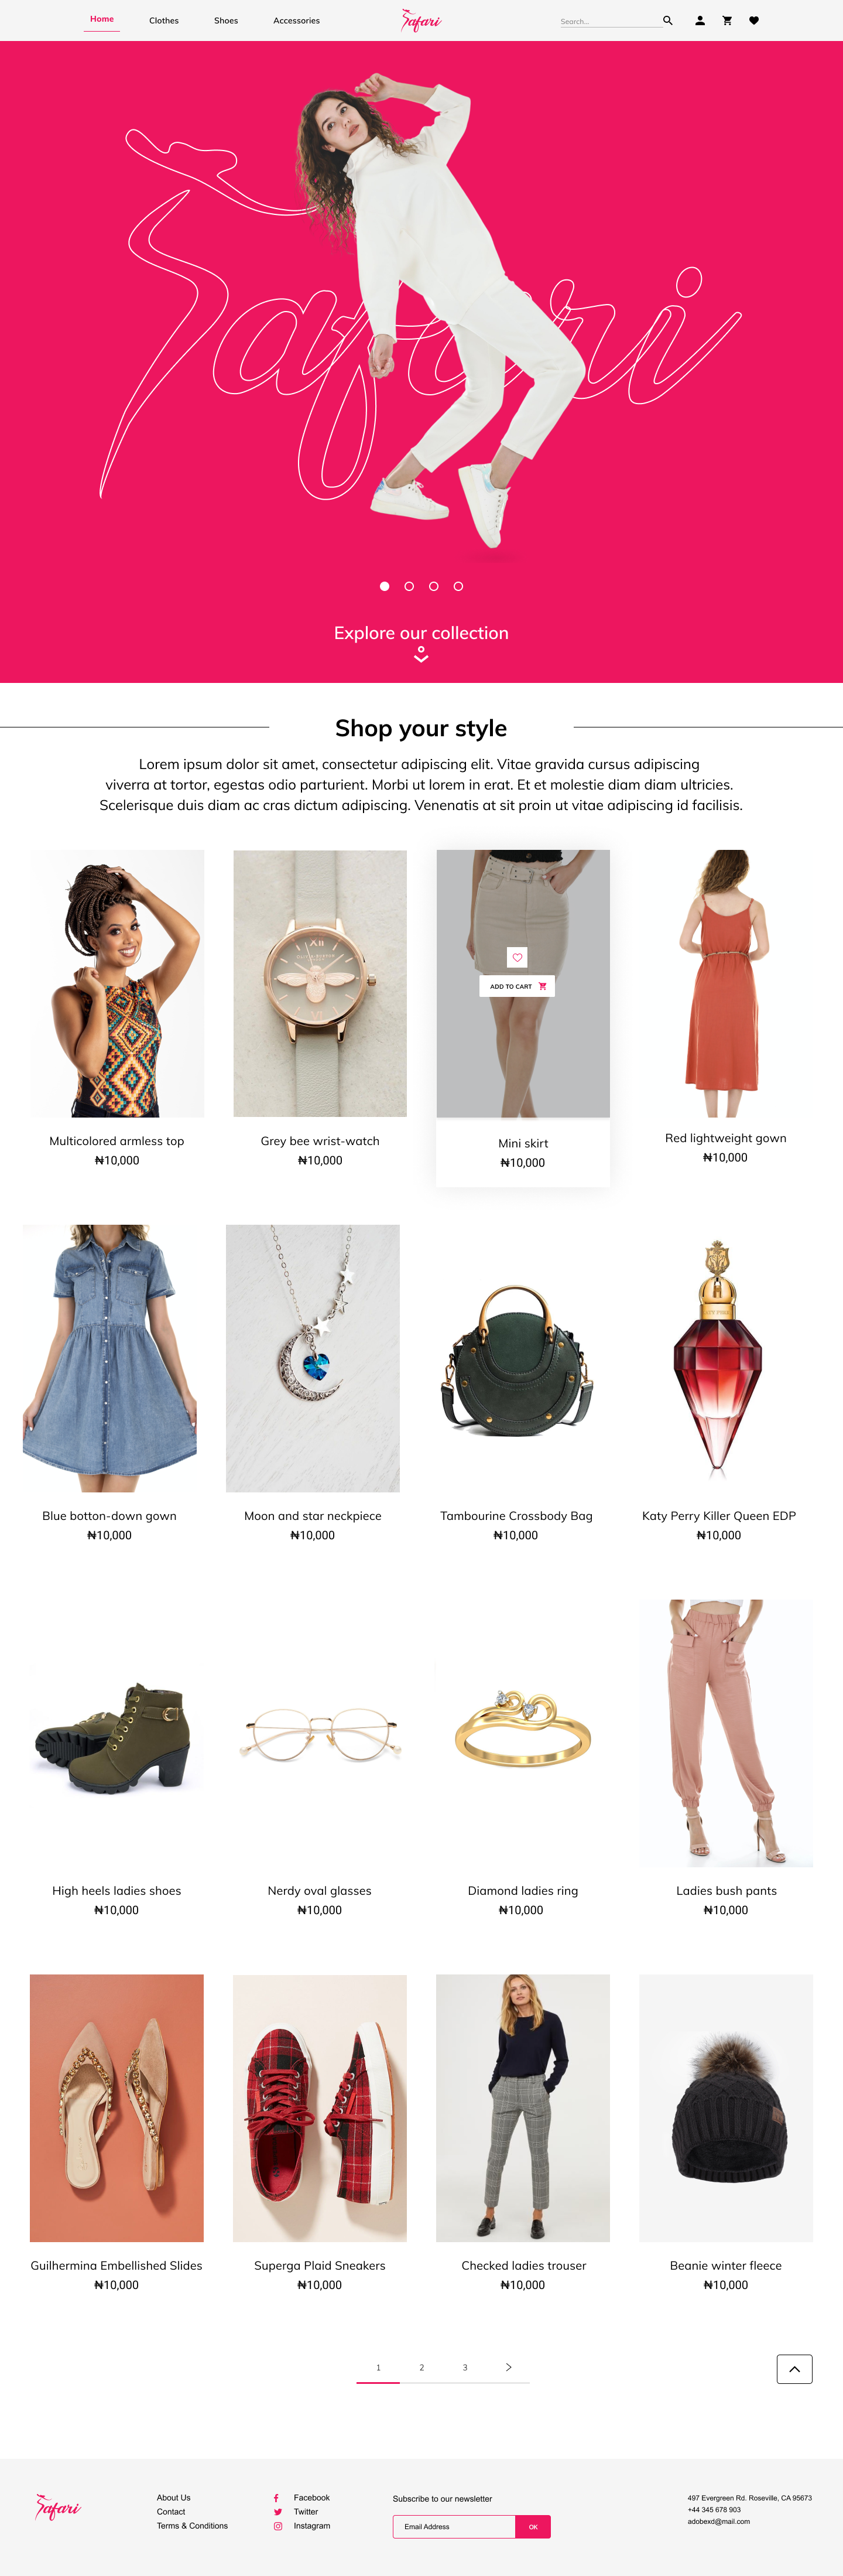 Home
Clothes
Shoes
Accessories
Safari
Search...
Safari
Explore our collection
Shop your style
Lorem ipsum dolor sit amet, consectetur adipiscing elit. Vitae gravida cursus adipiscing
viverra at tortor, egestas odio parturient. Morbi ut lorem in erat. Et et molestie diam diam ultricies.
Scelerisque duis diam ac cras dictum adipiscing. Venenatis at sit proin ut vitae adipiscing id facilisis.
XII
VI
ADD TO CART
Multicolored armless top
₦10,000
Grey bee wrist-watch
₦10,000
Mini skirt
₦10,000
Red lightweight gown
₦10,000
Blue botton-down gown
₦10,000
Moon and star neckpiece
₦10,000
Tambourine Crossbody Bag
₦10,000
Katy Perry Killer Queen EDP
₦10,000
High heels ladies shoes
₦10,000
Nerdy oval glasses
₦10,000
Diamond ladies ring
₦10,000
Ladies bush pants
₦10,000
Guilhermina Embellished Slides
₦10,000
Superga Plaid Sneakers
₦10,000
Checked ladies trouser
₦10,000
Beanie winter fleece
₦10,000
1 2 3
Safari
About Us
Contact
Terms & Conditions
Facebook
Twitter
Instagram
Subscribe to our newsletter
Email Address
OK
497 Evergreen Rd. Roseville, CA 95673
+44 345 678 903
adobexd@mail.com